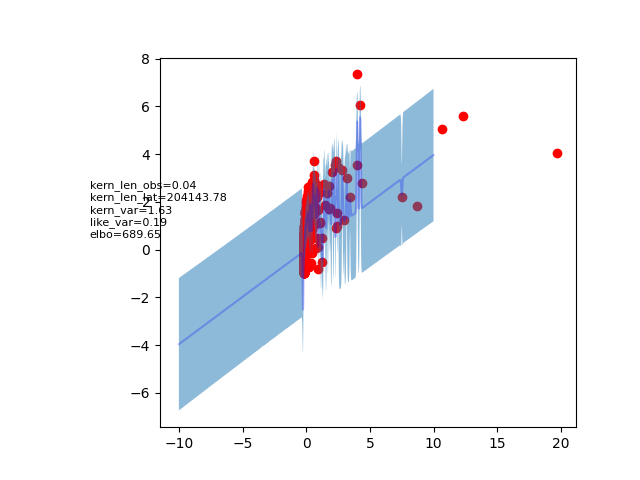 8
6
4
2
0
−2
−4
−6
kern_len_obs=0.04
kern_len_lat=204143.78
kern_var=1.63
like_var=0.19
elbo=689.65
−10 −5 0 5 10 15 20